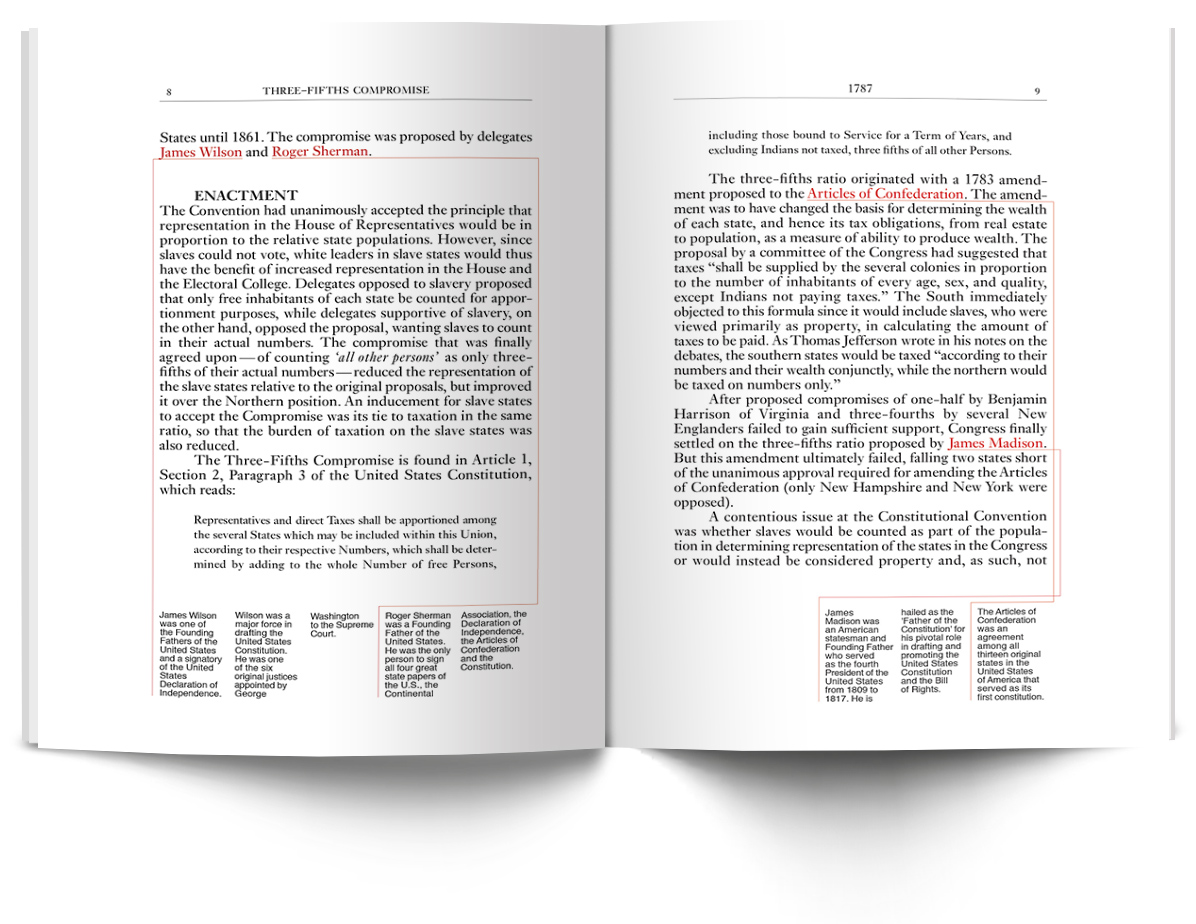 8
THREE-FIFTHS COMPROMISE
States until 1861. The compromise was proposed by delegates
James Wilson and Roger Sherman.
ENACTMENT
The Convention had unanimously accepted the principle that
representation in the House of Representatives would be in
proportion to the relative state populations. However, since
slaves could not vote, white leaders in slave states would thus
have the benefit of increased representation in the House and
the Electoral College. Delegates opposed to slavery proposed
that only free inhabitants of each state be counted for appor-
tionment purposes, while delegates supportive of slavery, on
the other hand, opposed the proposal, wanting slaves to count
in their actual numbers. The compromise that was finally
agreed upon—of counting ‘all other persons’ as only three-
fifths of their actual numbers—reduced the representation of
the slave states relative to the original proposals, but improved
it over the Northern position. An inducement for slave states
to accept the Compromise was its tie to taxation in the same
ratio, so that the burden of taxation on the slave states was
also reduced.
The Three-Fifths Compromise is found in Article 1,
Section 2, Paragraph 3 of the United States Constitution,
which reads:
Representatives and direct Taxes shall be apportioned among
the several States which may be included within this Union,
according to their respective Numbers, which shall be deter-
mined by adding to the whole Number of free Persons,
James Wilson
was one of
the Founding
Fathers of the
United States
and a signatory
of the United
States
Declaration of
Independence.
Wilson was a
major force in
drafting the
United States
Constitution.
He was one
of the six
original justices
appointed by
George
Washington
to the Supreme
Court.
Roger Sherman
was a Founding
Father of the
United States.
He was the only
person to sign
all four great
state papers of
the U.S., the
Continental
Association, the
Declaration of
Independence,
the Articles of
Confederation
and the
Constitution.
1787
9
including those bound to Service for a Term of Years, and
excluding Indians not taxed, three fifths of all other Persons.
The three-fifths ratio originated with a 1783 amend-
ment proposed to the Articles of Confederation. The amend-
ment was to have changed the basis for determining the wealth
of each state, and hence its tax obligations, from real estate
to population, as a measure of ability to produce wealth. The
proposal by a committee of the Congress had suggested that
taxes “shall be supplied by the several colonies in proportion
to the number of inhabitants of every age, sex, and quality,
except Indians not paying taxes.” The South immediately
objected to this formula since it would include slaves, who were
viewed primarily as property, in calculating the amount of
taxes to be paid. As Thomas Jefferson wrote in his notes on the
debates, the southern states would be taxed “according to their
numbers and their wealth conjunctly, while the northern would
be taxed on numbers only.”
After proposed compromises of one-half by Benjamin
Harrison of Virginia and three-fourths by several New
Englanders failed to gain sufficient support, Congress finally
settled on the three-fifths ratio proposed by James Madison.
But this amendment ultimately failed, falling two states short
of the unanimous approval required for amending the Articles
of Confederation (only New Hampshire and New York were
opposed).
A contentious issue at the Constitutional Convention
was whether slaves would be counted as part of the popula-
tion in determining representation of the states in the Congress
or would instead be considered property and, as such, not
James
Madison was
an American
statesman and
Founding Father
who served
as the fourth
President of the
United States
from 1809 to
1817. He is
hailed as the
‘Father of the
Constitution’ for
his pivotal role
in drafting and
promoting the
United States
Constitution
and the Bill
of Rights.
The Articles of
Confederation
was an
agreement
among all
thirteen original
states in the
United States
of America that
served as its
first constitution.